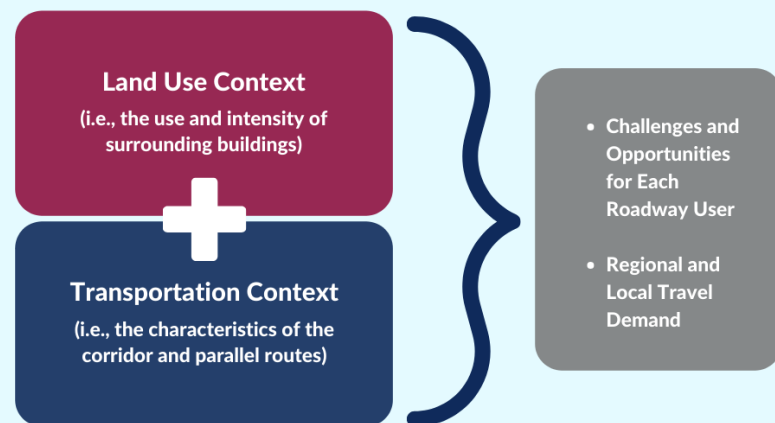 Land Use Context
(i.e., the use and intensity of
surrounding buildings)
Transportation Context
(i.e., the characteristics of the
corridor and parallel routes)
• Challenges and
Opportunities
for Each
Roadway User
• Regional and
Local Travel
Demand